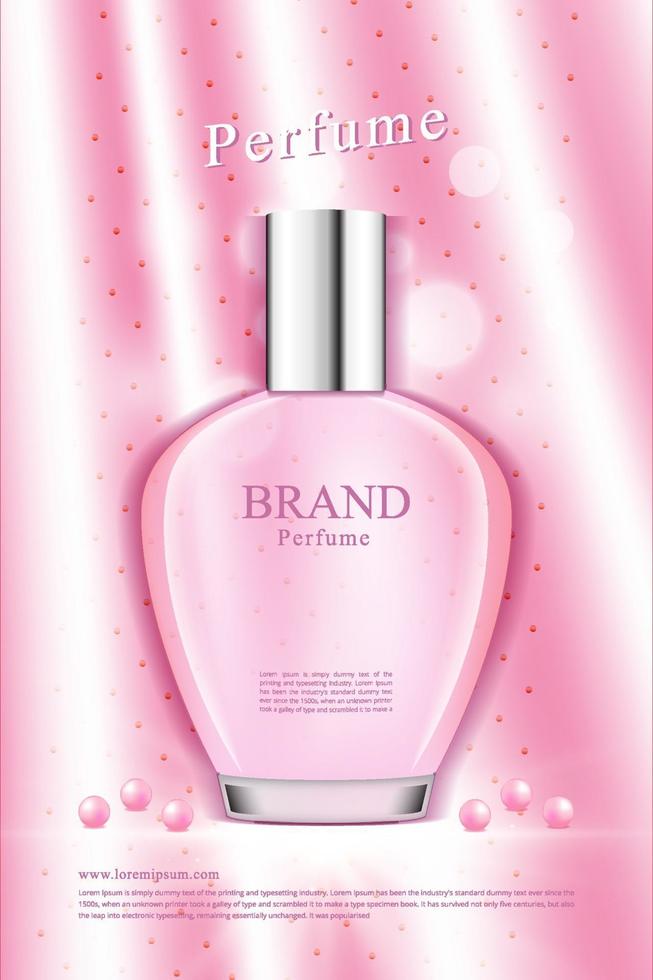 Perfume
BRAND
Perfume
Lorem Ipsum is simply dummy text of the
printing and typesetting industry. Lorem
Ipsum has been the industry's standard
dummy text ever since the
since the 1500s, when an unknown printer
took a galley of type and scrambled it to make a
www.loremipsum.com
Lorem Ipsum is simply dummy text of the printing and typesetting industry. Lorem Ipsum has been the industry's standard
dummy text ever since the 1500s, when an unknown printer took a galley of type and scrambled it to make a type specimen book. It has survived not only five centuries, but also
the leap into electronic typesetting, remaining essentially unchanged. It was popularised